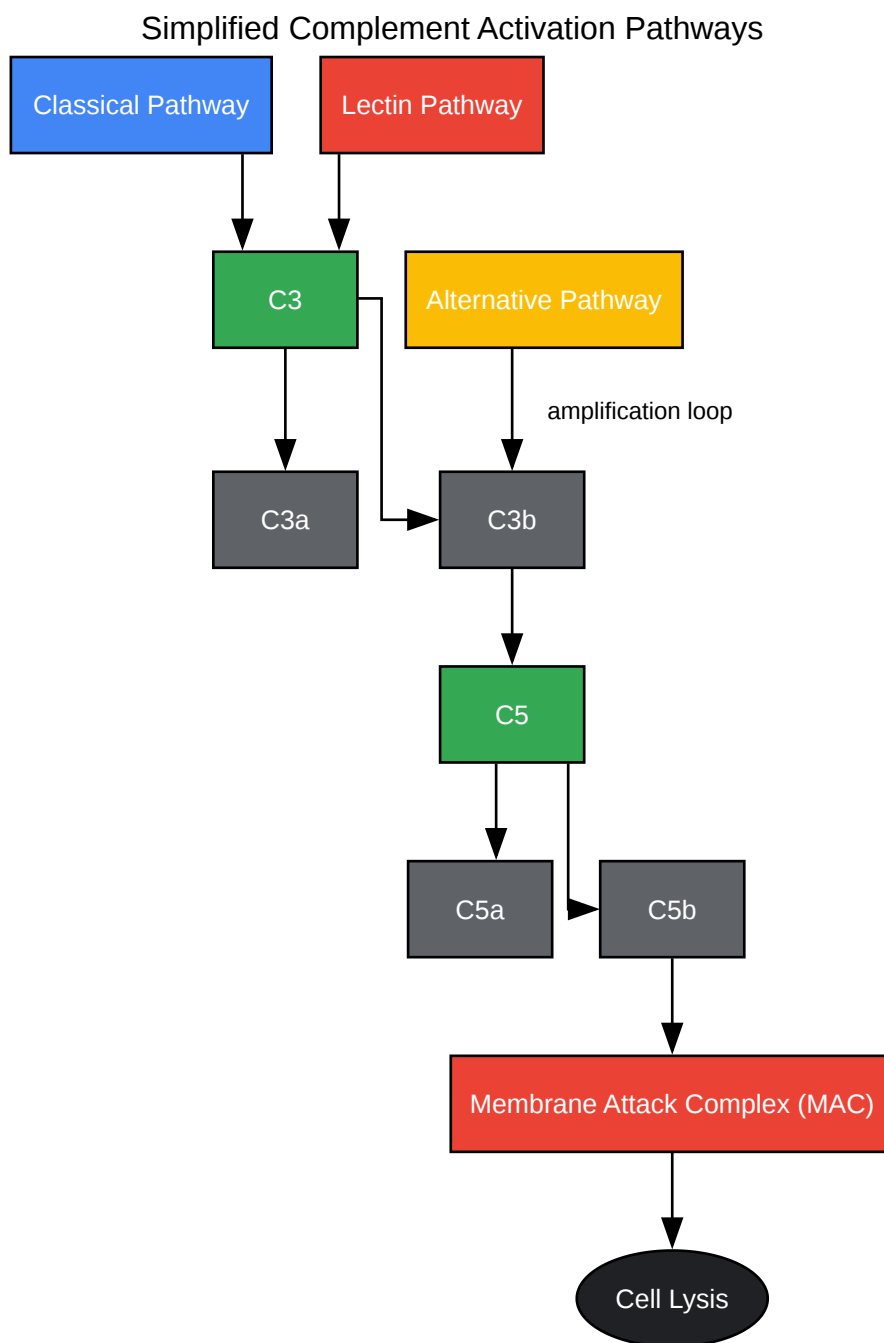 Simplified Complement Activation Pathways
Classical Pathway
Lectin Pathway
C3
Alternative Pathway
amplification loop
C3a
C3b
C5
C5a
C5b
Membrane Attack Complex (MAC)
Cell Lysis